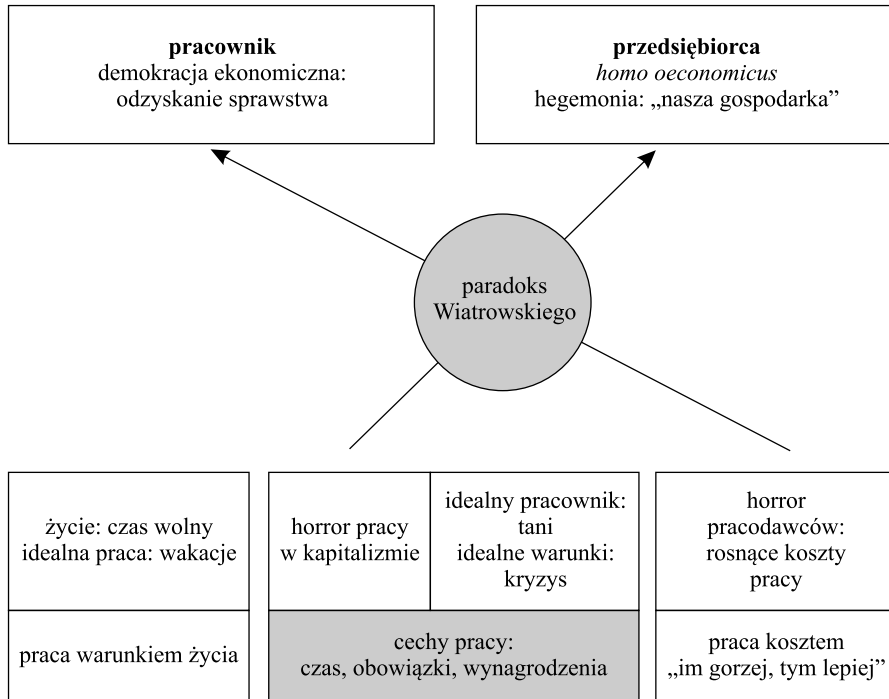 pracownik
demokracja ekonomiczna:
odzyskanie sprawstwa
przedsiębiorca
homo oeconomicus
hegemonia: „nasza gospodarka”
paradoks
Wiatrowskiego
życie: czas wolny
idealna praca: wakacje
horror pracy
w kapitalizmie
idealny pracownik:
tani
idealne warunki:
kryzys
horror
pracodawców:
rosnące koszty
pracy
praca warunkiem życia
cechy pracy:
czas, obowiązki, wynagrodzenia
praca kosztem
„im gorzej, tym lepiej”